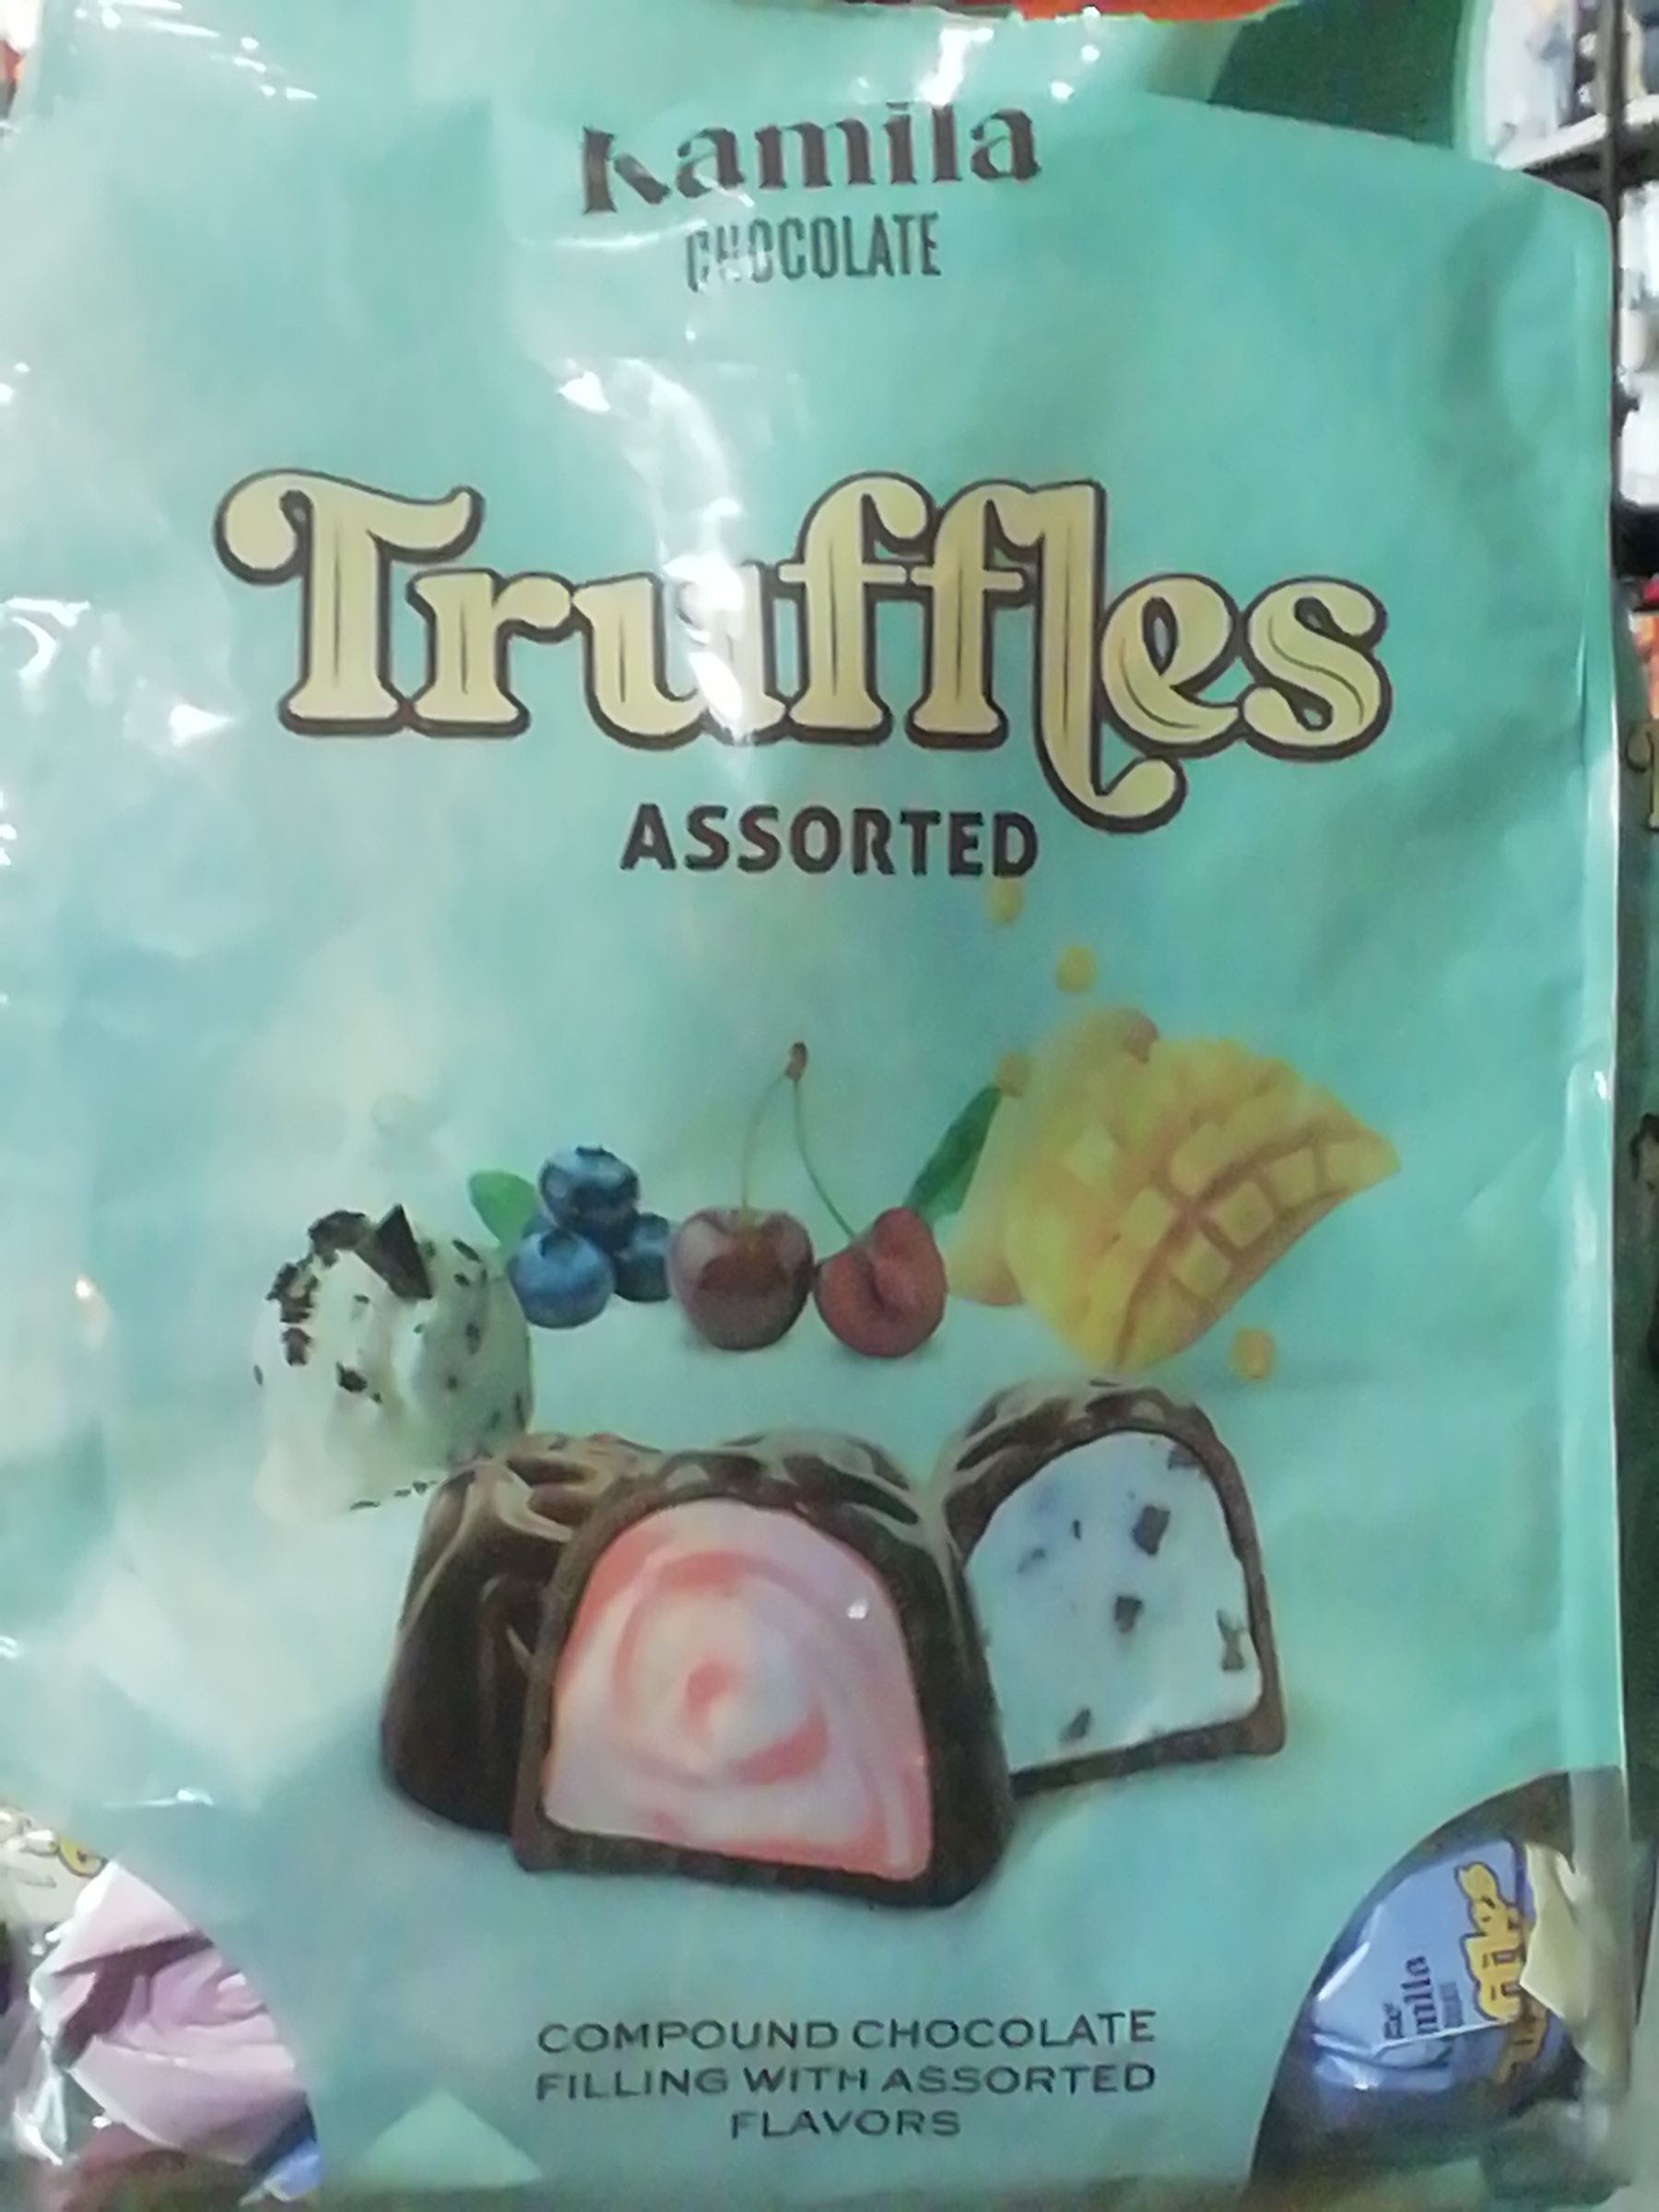 Kamila
CHOCOLATE
Truffles
ASSORTED
COMPOUND CHOCOLATE
FILLING WITH ASSORTED
FLAVORS